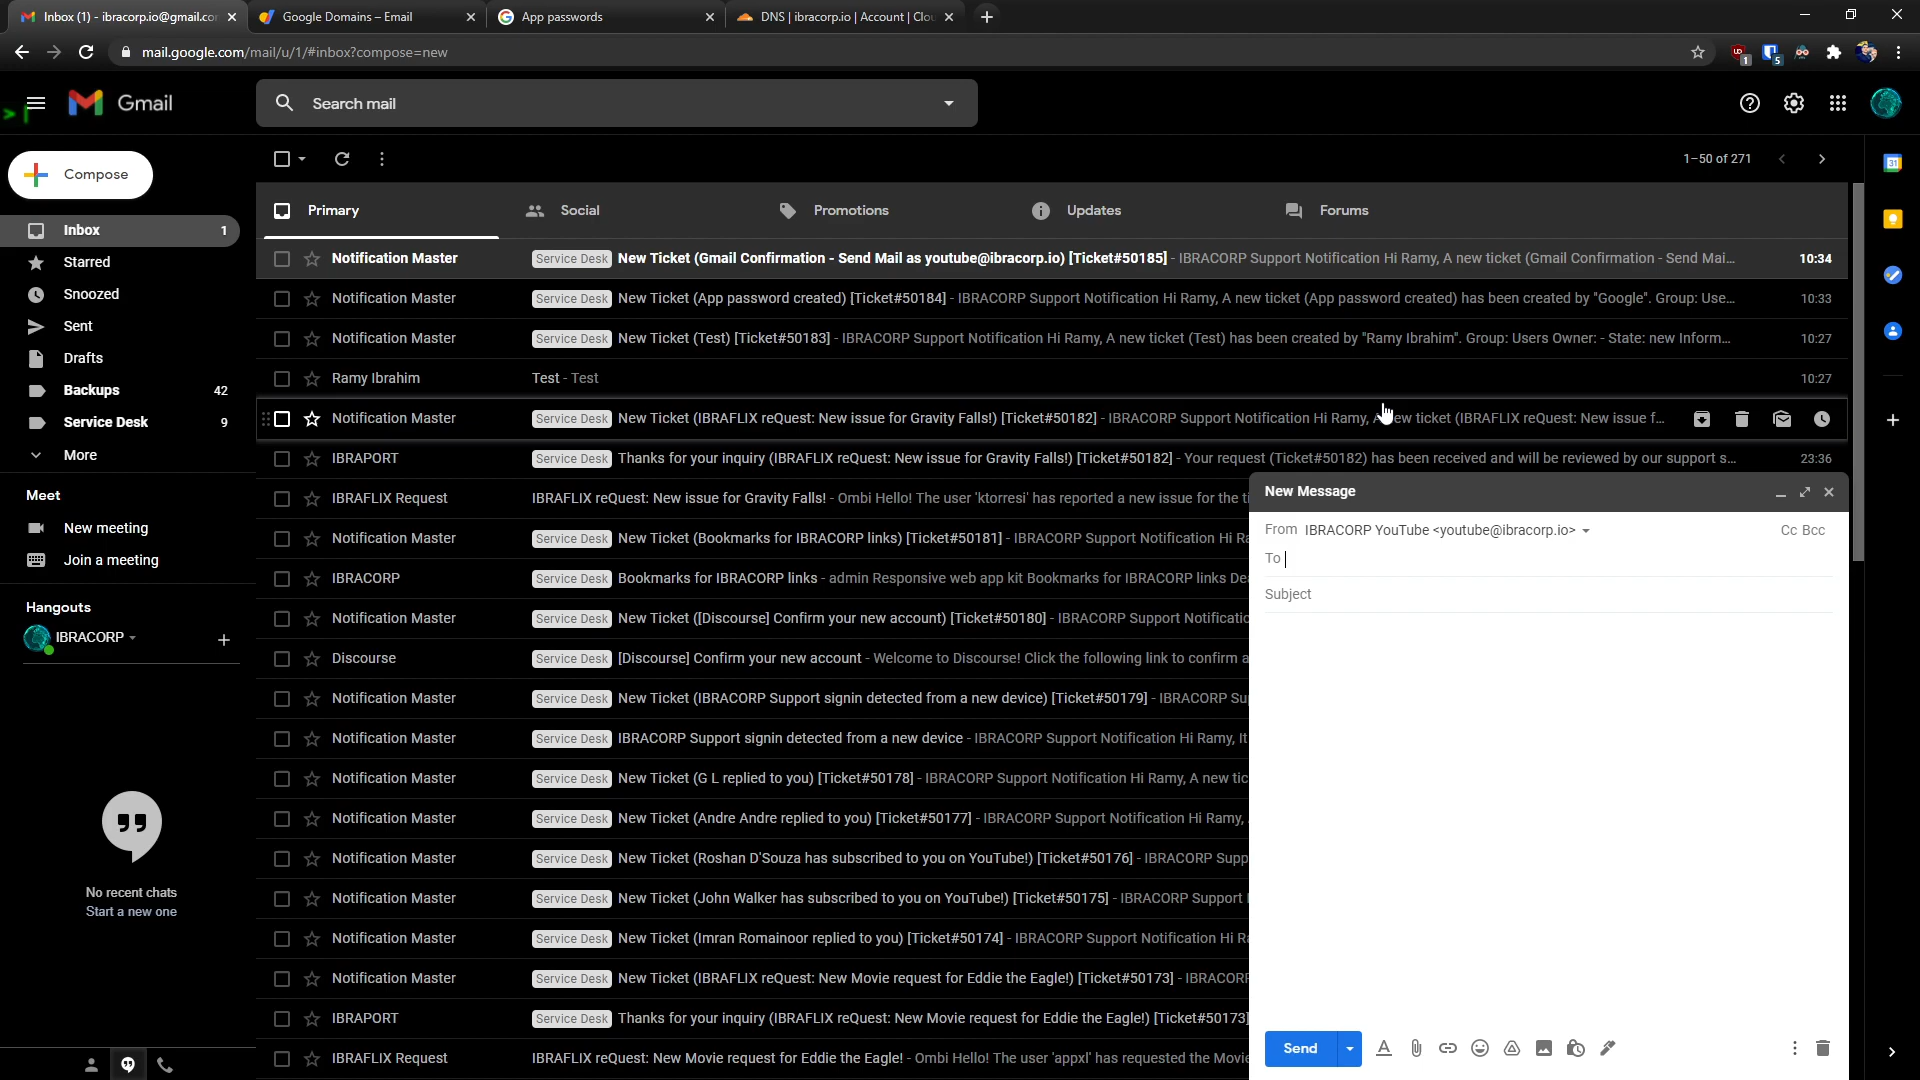 Inbox (1) - ibracorp.io@gmail.co
Google Domains – Email
App passwords
DNS | ibracorp.io | Account | Clou
mail.google.com/mail/u/1/#inbox?compose=new
1
5
Gmail
Search mail
Compose
1–50 of 271
31
Primary
Social
Promotions
Updates
Forums
Inbox 1
Starred
Snoozed
Sent
Drafts
Backups 42
Service Desk 9
More
Meet
New meeting
Join a meeting
Hangouts
IBRACORP
No recent chats
Start a new one
Notification Master Service Desk New Ticket (Gmail Confirmation - Send Mail as youtube@ibracorp.io) [Ticket#50185] - IBRACORP Support Notification Hi Ramy, A new ticket (Gmail Confirmation - Send Mai... 10:34
Notification Master Service Desk New Ticket (App password created) [Ticket#50184] - IBRACORP Support Notification Hi Ramy, A new ticket (App password created) has been created by "Google". Group: Use... 10:33
Notification Master Service Desk New Ticket (Test) [Ticket#50183] - IBRACORP Support Notification Hi Ramy, A new ticket (Test) has been created by "Ramy Ibrahim". Group: Users Owner: - State: new Inform... 10:27
Ramy Ibrahim Test - Test 10:27
Notification Master Service Desk New Ticket (IBRAFLIX reQuest: New issue for Gravity Falls!) [Ticket#50182] - IBRACORP Support Notification Hi Ramy, A new ticket (IBRAFLIX reQuest: New issue f...
IBRAPORT Service Desk Thanks for your inquiry (IBRAFLIX reQuest: New issue for Gravity Falls!) [Ticket#50182] - Your request (Ticket#50182) has been received and will be reviewed by our support s... 23:36
IBRAFLIX Request IBRAFLIX reQuest: New issue for Gravity Falls! - Ombi Hello! The user 'ktorresi' has reported a new issue for the ti
Notification Master Service Desk New Ticket (Bookmarks for IBRACORP links) [Ticket#50181] - IBRACORP Support Notification Hi Ra
IBRACORP Service Desk Bookmarks for IBRACORP links - admin Responsive web app kit Bookmarks for IBRACORP links De
Notification Master Service Desk New Ticket ([Discourse] Confirm your new account) [Ticket#50180] - IBRACORP Support Notificatio
Discourse Service Desk [Discourse] Confirm your new account - Welcome to Discourse! Click the following link to confirm a
Notification Master Service Desk New Ticket (IBRACORP Support signin detected from a new device) [Ticket#50179] - IBRACORP Su
Notification Master Service Desk IBRACORP Support signin detected from a new device - IBRACORP Support Notification Hi Ramy, It
Notification Master Service Desk New Ticket (G L replied to you) [Ticket#50178] - IBRACORP Support Notification Hi Ramy, A new tic
Notification Master Service Desk New Ticket (Andre Andre replied to you) [Ticket#50177] - IBRACORP Support Notification Hi Ramy,
Notification Master Service Desk New Ticket (Roshan D'Souza has subscribed to you on YouTube!) [Ticket#50176] - IBRACORP Supp
Notification Master Service Desk New Ticket (John Walker has subscribed to you on YouTube!) [Ticket#50175] - IBRACORP Support
Notification Master Service Desk New Ticket (Imran Romainoor replied to you) [Ticket#50174] - IBRACORP Support Notification Hi Ra
Notification Master Service Desk New Ticket (IBRAFLIX reQuest: New Movie request for Eddie the Eagle!) [Ticket#50173] - IBRACOR
IBRAPORT Service Desk Thanks for your inquiry (IBRAFLIX reQuest: New Movie request for Eddie the Eagle!) [Ticket#50173]
IBRAFLIX Request IBRAFLIX reQuest: New Movie request for Eddie the Eagle! - Ombi Hello! The user 'appxl' has requested the Movie
New Message
From IBRACORP YouTube <youtube@ibracorp.io> Cc Bcc
To
Subject
Send